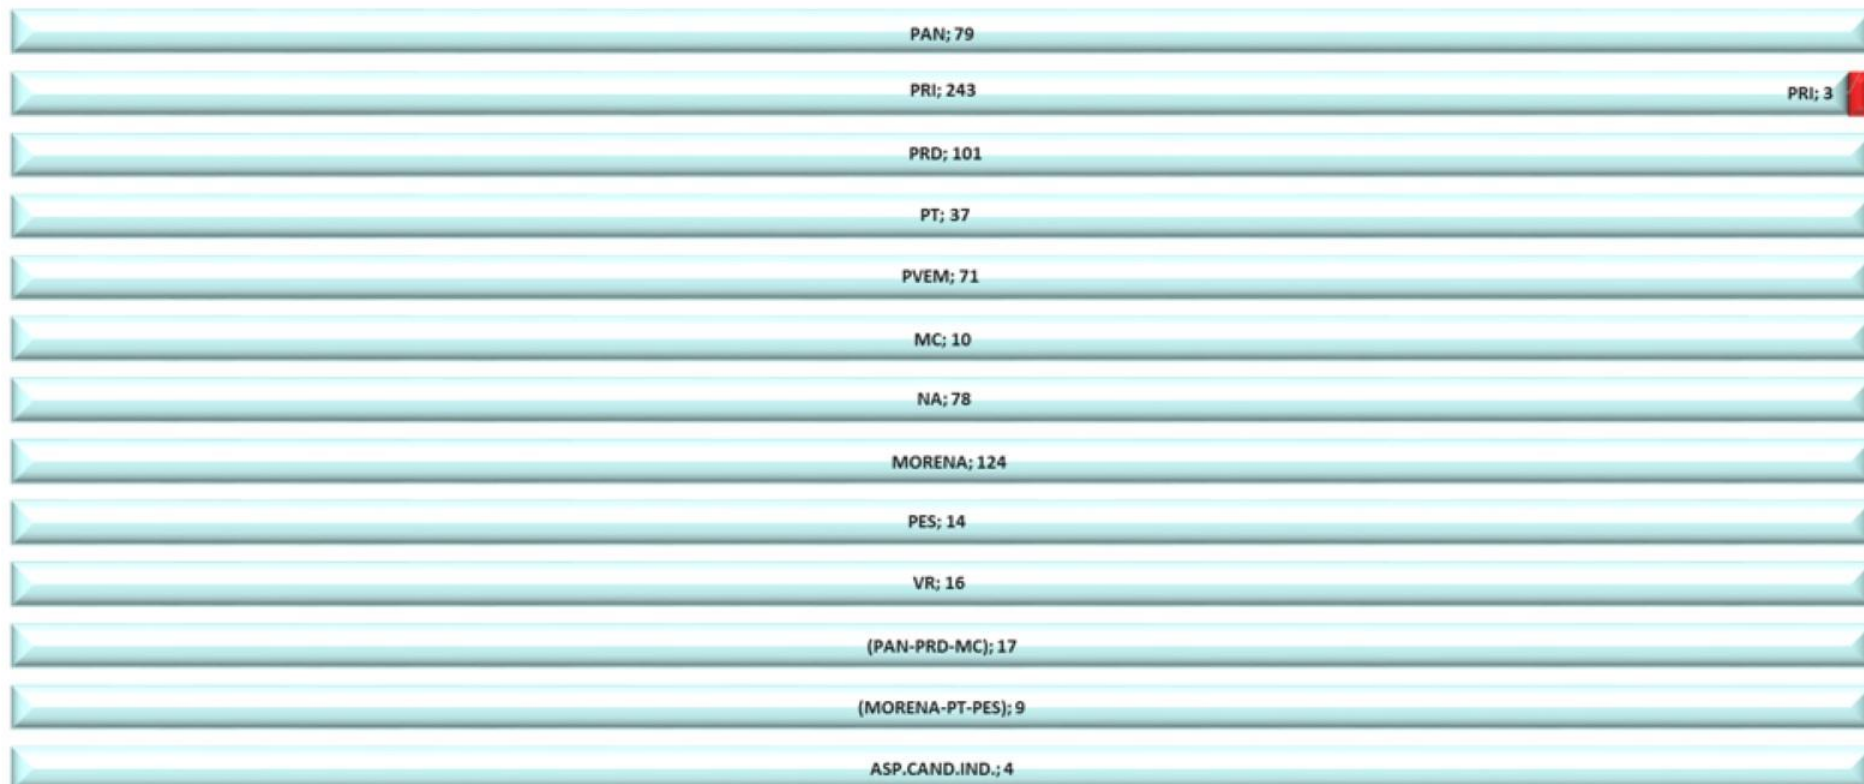 PAN; 79
PRI; 243
PRI; 3
PRD; 101
PT; 37
PVEM; 71
MC; 10
NA; 78
MORENA; 124
PES; 14
VR; 16
(PAN-PRD-MC); 17
(MORENA-PT-PES); 9
ASP.CAND.IND.; 4